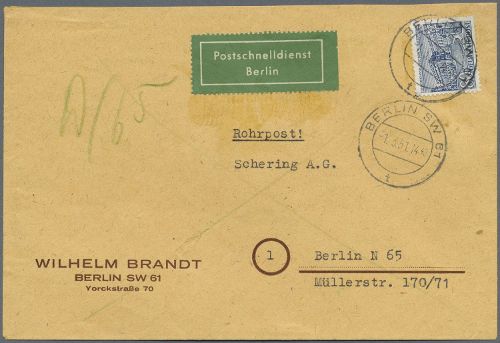 Postschnelldienst
Berlin
BERLIN SW 61
A/65
Rohrpost!
Schering A.G.
WILHELM BRANDT
BERLIN SW 61
Yorckstraße 70
1
Berlin N 65
Müllerstr. 170/71